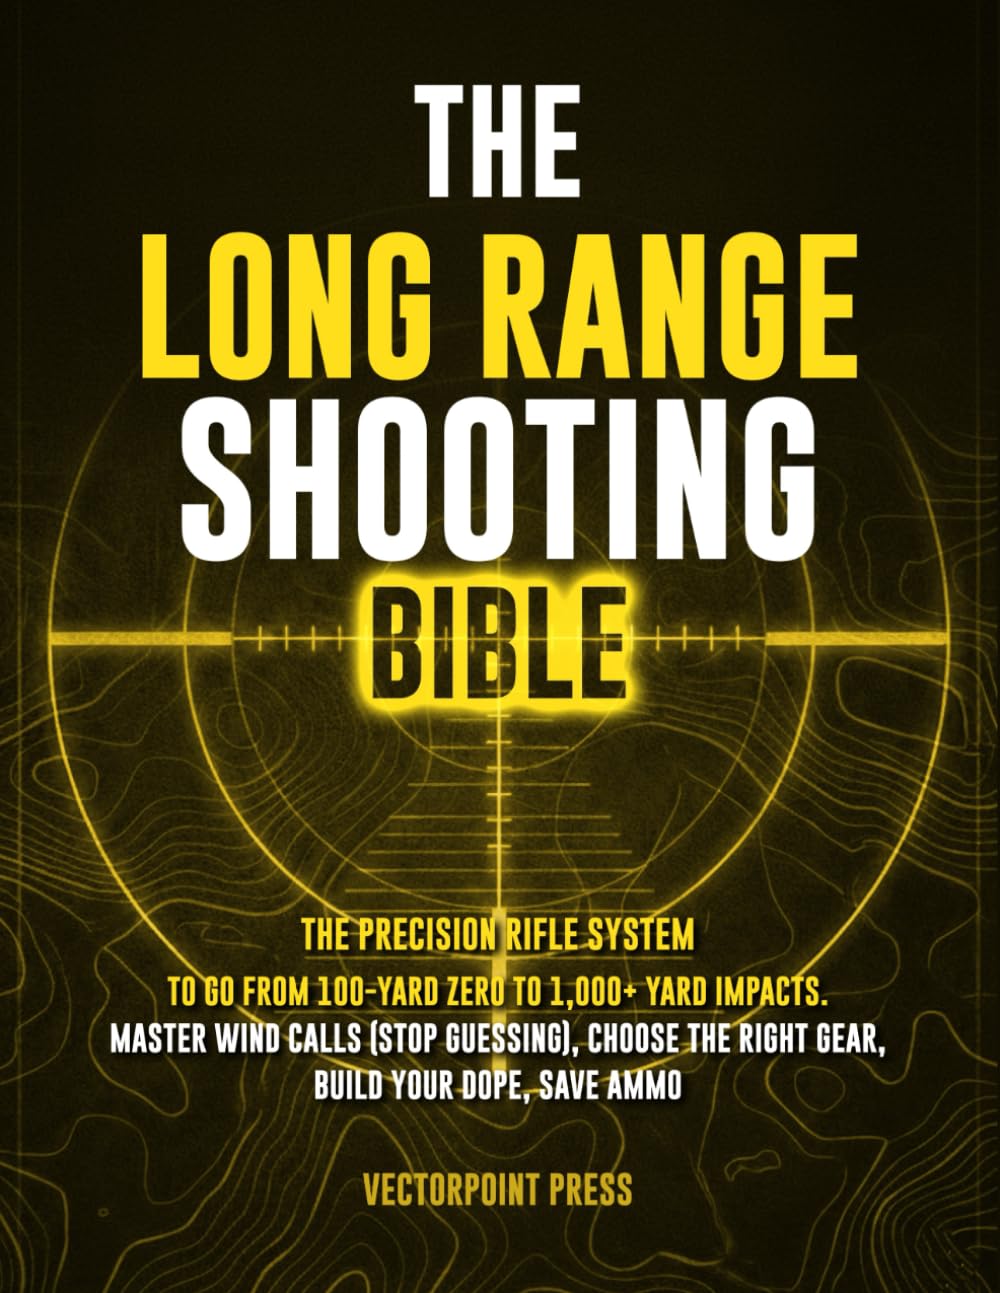 THE
LONG RANGE
SHOOTING
BIBLE
THE PRECISION RIFLE SYSTEM
TO GO FROM 100-YARD ZERO TO 1,000+ YARD IMPACTS.
MASTER WIND CALLS (STOP GUESSING), CHOOSE THE RIGHT GEAR,
BUILD YOUR DOPE, SAVE AMMO
VECTORPOINT PRESS